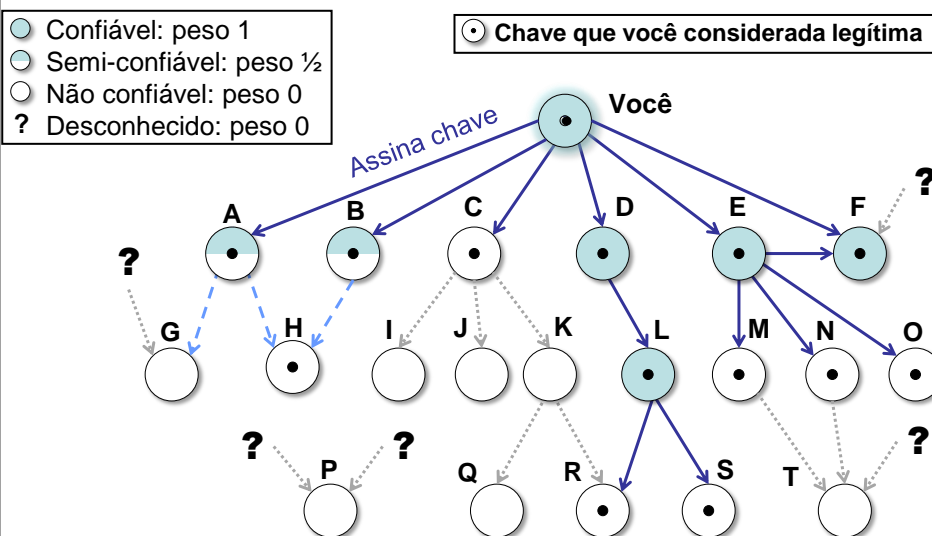 Confiável: peso 1
Semi-confiável: peso ½
Não confiável: peso 0
? Desconhecido: peso 0
Chave que você considerada legítima
Você
Assina chave
?
A B C D E F
?
G H I J K L M N O
? ? ?
P Q R S T